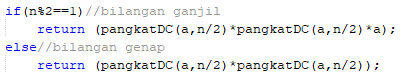 if(n%2==1)//bilangan ganjil
return (pangkatDC(a,n/2)*pangkatDC(a,n/2)*a);
else//bilangan genap
return (pangkatDC(a,n/2)*pangkatDC(a,n/2));